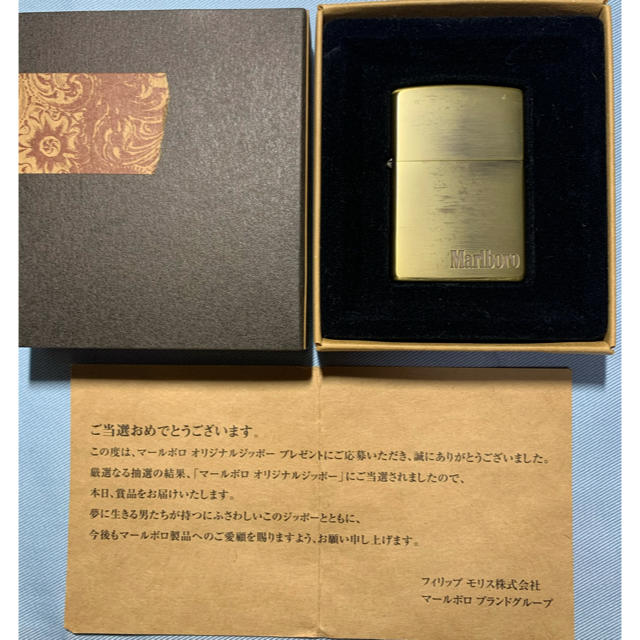 Marlboro
ご当選おめでとうございます。
この度は、マールボロ オリジナルジッポー プレゼントにご応募いただき、誠にありがとうございました。
厳選なる抽選の結果、「マールボロ オリジナルジッポー」にご当選されましたので、
本日、賞品をお届けいたします。
夢に生きる男たちが持つにふさわしいこのジッポーとともに、
今後もマールボロ製品へのご愛顧を賜りますよう、お願い申し上げます。
フィリップ モリス株式会社
マールボロ ブランドグループ